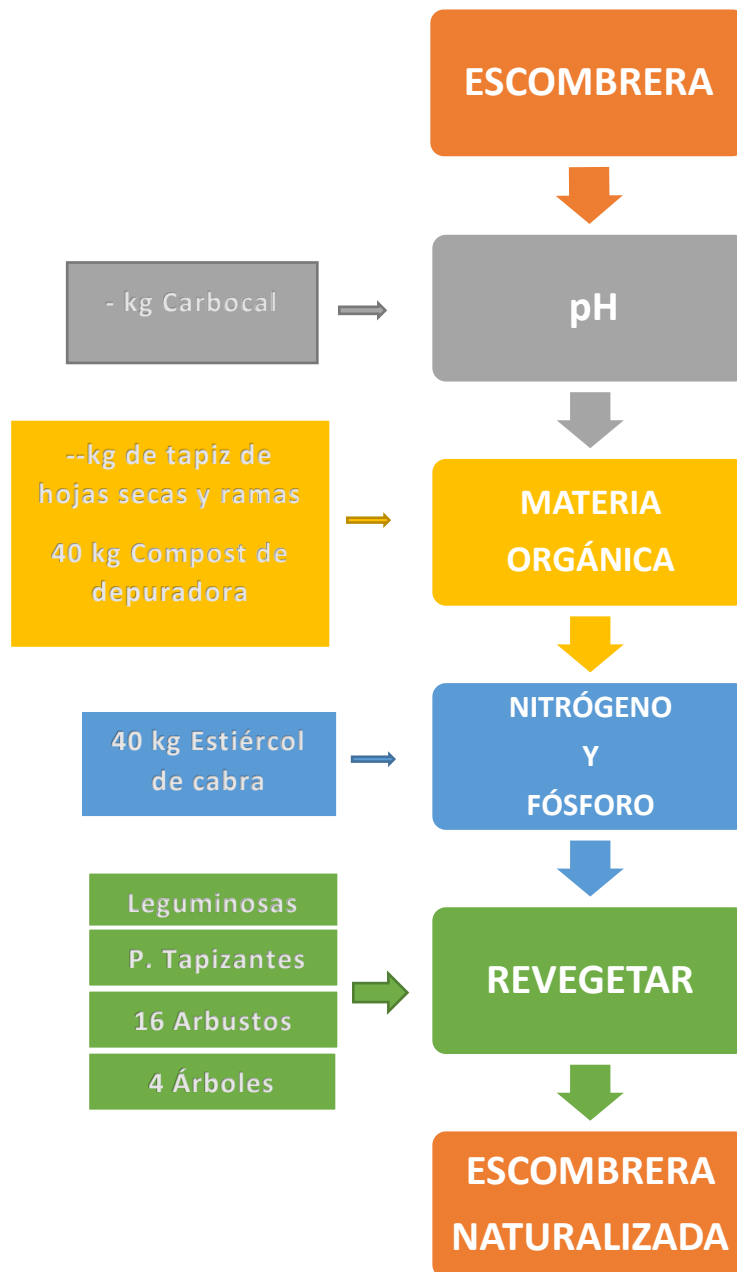 ESCOMBRERA
- kg Carbocal
pH
--kg de tapiz de
hojas secas y ramas
40 kg Compost de
depuradora
MATERIA
ORGÁNICA
40 kg Estiércol
de cabra
NITRÓGENO
Y
FÓSFORO
Leguminosas
P. Tapizantes
16 Arbustos
4 Árboles
REVEGETAR
ESCOMBRERA
NATURALIZADA